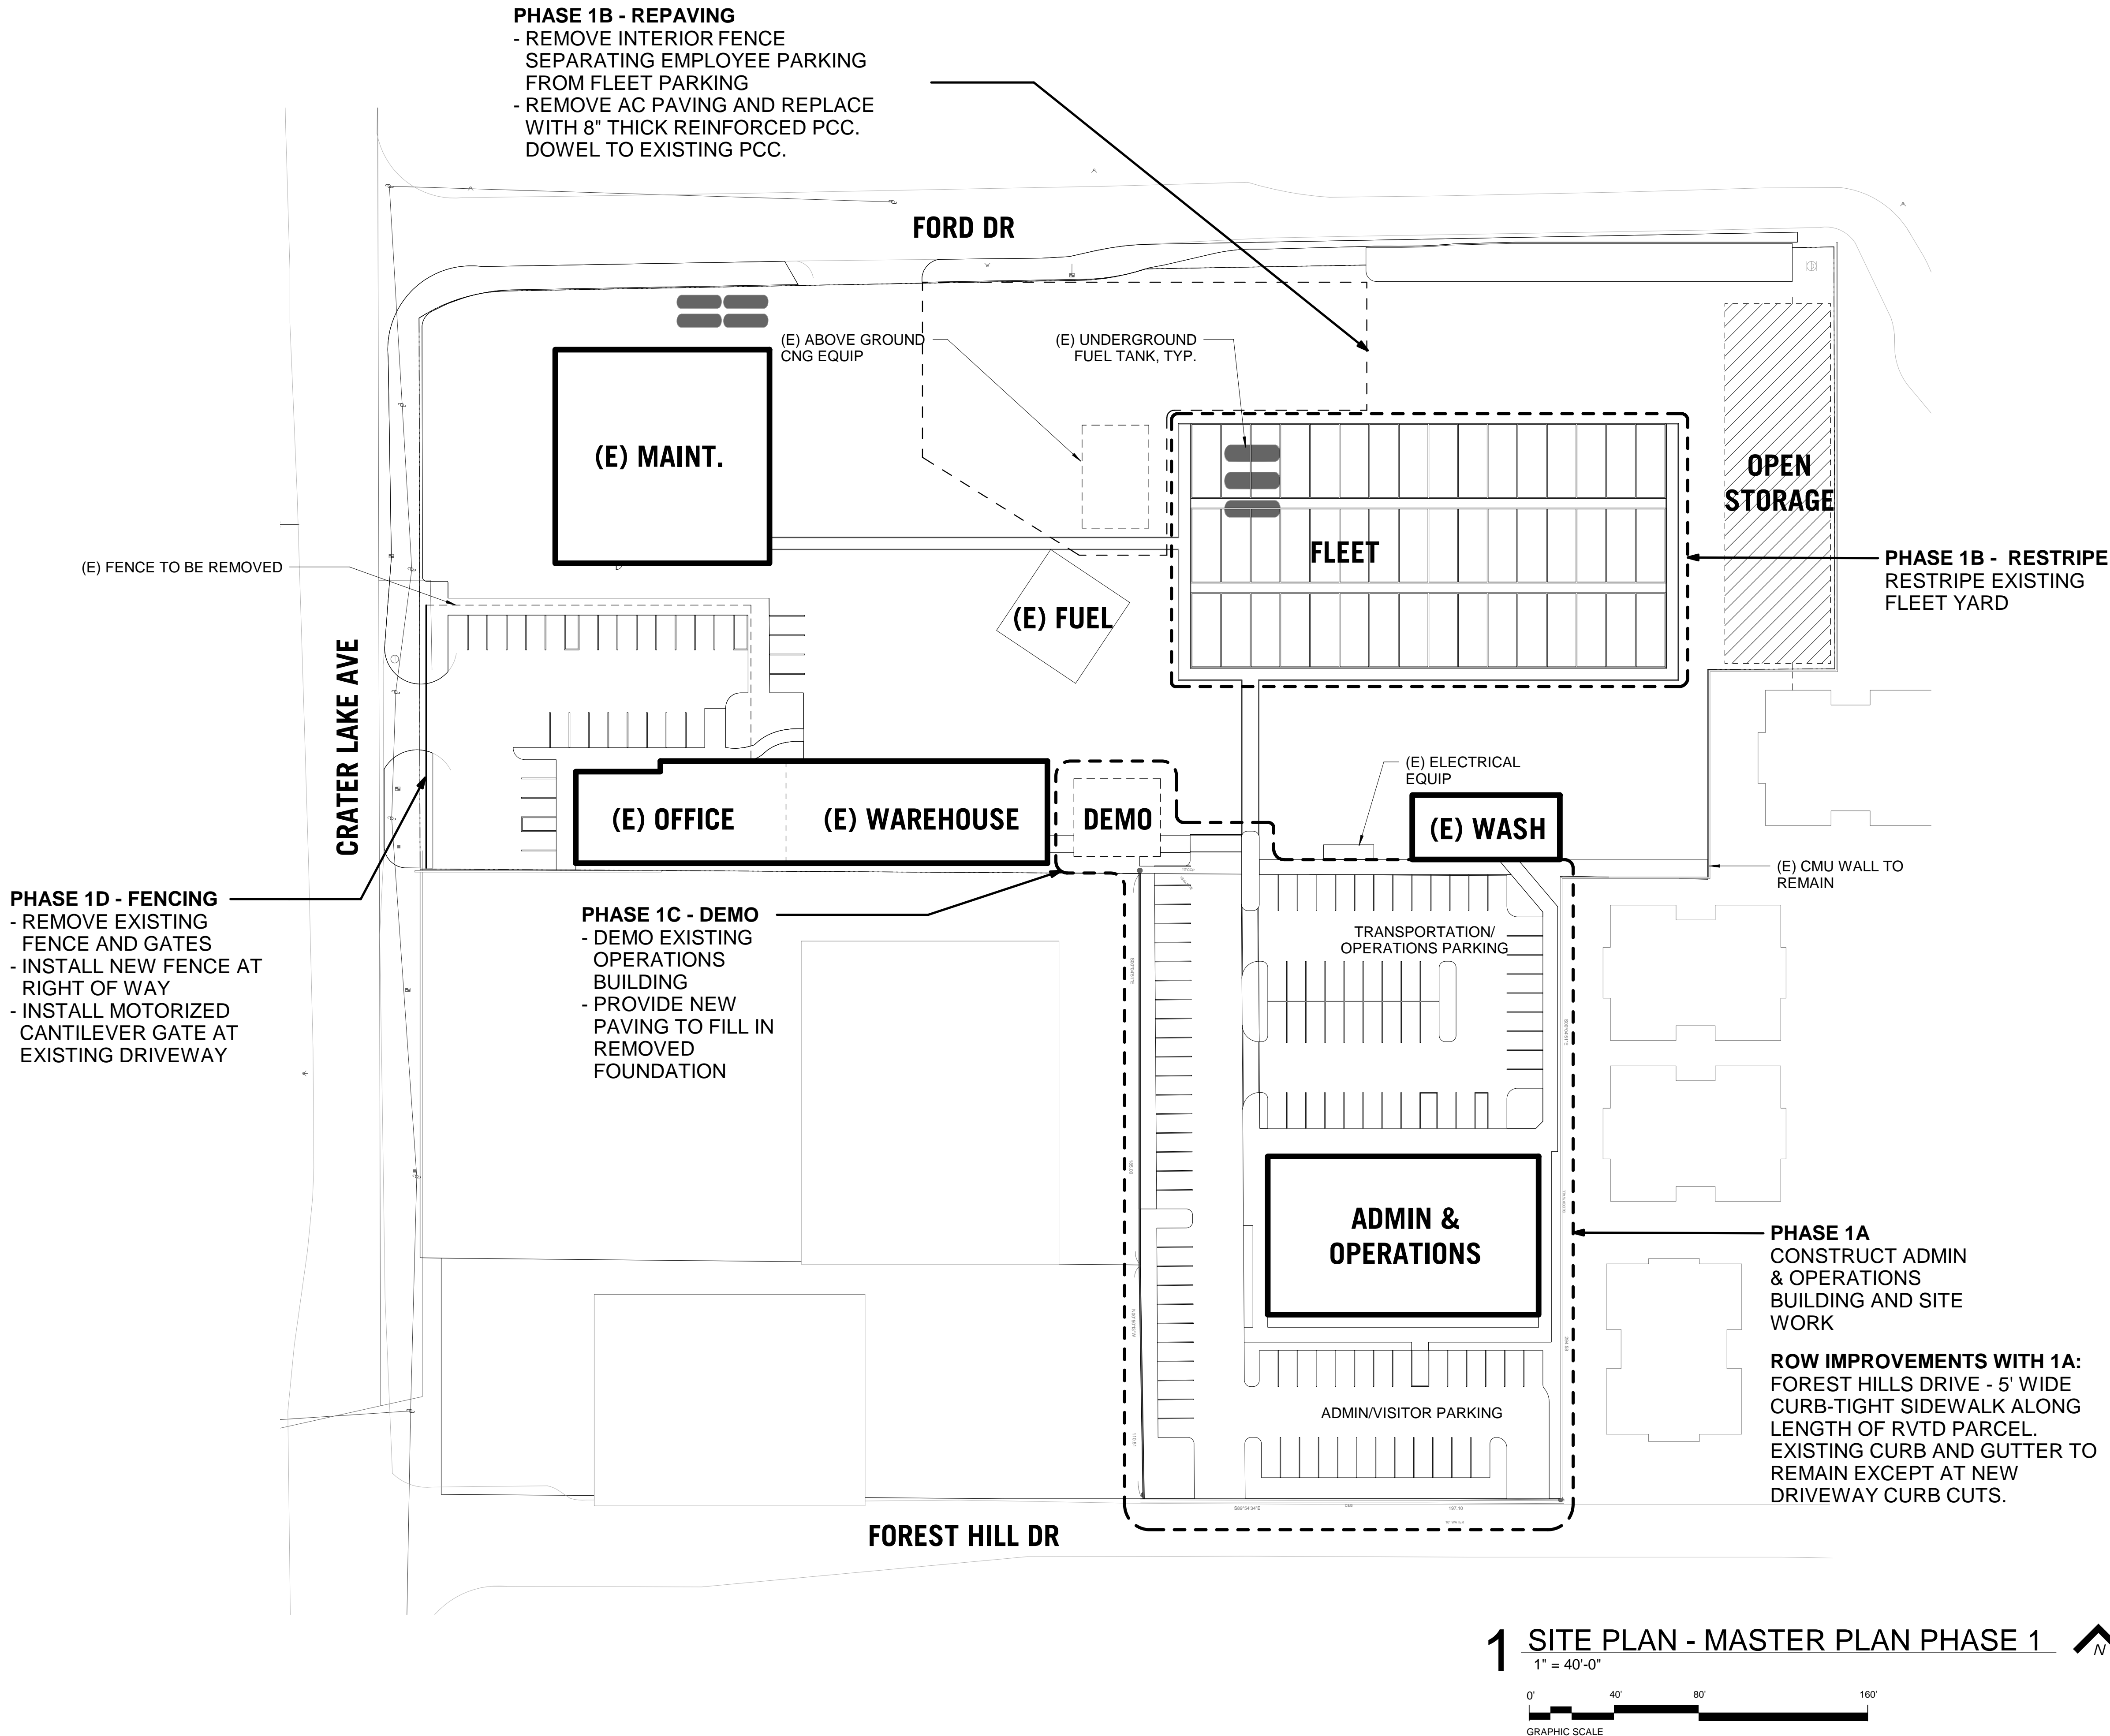 PHASE 1B - REPAVING
- REMOVE INTERIOR FENCE
SEPARATING EMPLOYEE PARKING
FROM FLEET PARKING
- REMOVE AC PAVING AND REPLACE
WITH 8" THICK REINFORCED PCC.
DOWEL TO EXISTING PCC.
FORD DR
(E) ABOVE GROUND
CNG EQUIP
(E) UNDERGROUND
FUEL TANK, TYP.
(E) MAINT.
OPEN
STORAGE
FLEET
(E) FENCE TO BE REMOVED
PHASE 1B - RESTRIPE
RESTRIPE EXISTING
FLEET YARD
(E) FUEL
CRATER LAKE AVE
(E) ELECTRICAL
EQUIP
(E) OFFICE
(E) WAREHOUSE
DEMO
(E) WASH
(E) CMU WALL TO
REMAIN
PHASE 1D - FENCING
- REMOVE EXISTING
FENCE AND GATES
- INSTALL NEW FENCE AT
RIGHT OF WAY
- INSTALL MOTORIZED
CANTILEVER GATE AT
EXISTING DRIVEWAY
PHASE 1C - DEMO
- DEMO EXISTING
OPERATIONS
BUILDING
- PROVIDE NEW
PAVING TO FILL IN
REMOVED
FOUNDATION
TRANSPORTATION/
OPERATIONS PARKING
ADMIN &
OPERATIONS
PHASE 1A
CONSTRUCT ADMIN
& OPERATIONS
BUILDING AND SITE
WORK
ROW IMPROVEMENTS WITH 1A:
FOREST HILLS DRIVE - 5' WIDE
CURB-TIGHT SIDEWALK ALONG
LENGTH OF RVTD PARCEL.
EXISTING CURB AND GUTTER TO
REMAIN EXCEPT AT NEW
DRIVEWAY CURB CUTS.
ADMIN/VISITOR PARKING
FOREST HILL DR
1 SITE PLAN - MASTER PLAN PHASE 1
N
1" = 40'-0"
0' 40' 80' 160'
GRAPHIC SCALE